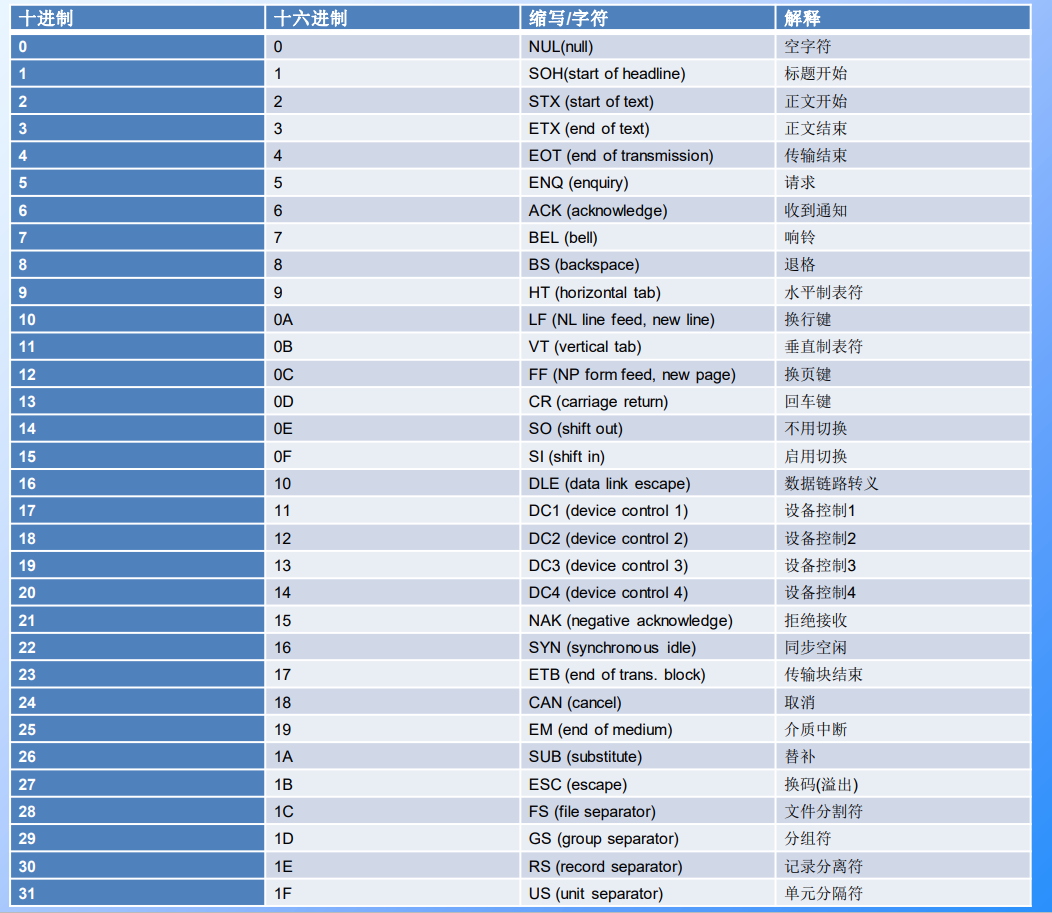 十进制 十六进制 缩写/字符 解释
0 0 NUL(null) 空字符
1 1 SOH(start of headline) 标题开始
2 2 STX (start of text) 正文开始
3 3 ETX (end of text) 正文结束
4 4 EOT (end of transmission) 传输结束
5 5 ENQ (enquiry) 请求
6 6 ACK (acknowledge) 收到通知
7 7 BEL (bell) 响铃
8 8 BS (backspace) 退格
9 9 HT (horizontal tab) 水平制表符
10 0A LF (NL line feed, new line) 换行键
11 0B VT (vertical tab) 垂直制表符
12 0C FF (NP form feed, new page) 换页键
13 0D CR (carriage return) 回车键
14 0E SO (shift out) 不用切换
15 0F SI (shift in) 启用切换
16 10 DLE (data link escape) 数据链路转义
17 11 DC1 (device control 1) 设备控制1
18 12 DC2 (device control 2) 设备控制2
19 13 DC3 (device control 3) 设备控制3
20 14 DC4 (device control 4) 设备控制4
21 15 NAK (negative acknowledge) 拒绝接收
22 16 SYN (synchronous idle) 同步空闲
23 17 ETB (end of trans. block) 传输块结束
24 18 CAN (cancel) 取消
25 19 EM (end of medium) 介质中断
26 1A SUB (substitute) 替补
27 1B ESC (escape) 换码(溢出)
28 1C FS (file separator) 文件分割符
29 1D GS (group separator) 分组符
30 1E RS (record separator) 记录分离符
31 1F US (unit separator) 单元分隔符